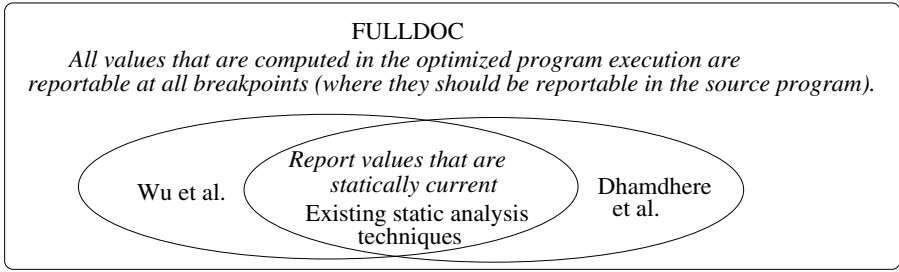 FULLDOC
All values that are computed in the optimized program execution are
reportable at all breakpoints (where they should be reportable in the source program).
Report values that are
statically current
Wu et al.
Existing static analysis
techniques
Dhamdhere
et al.